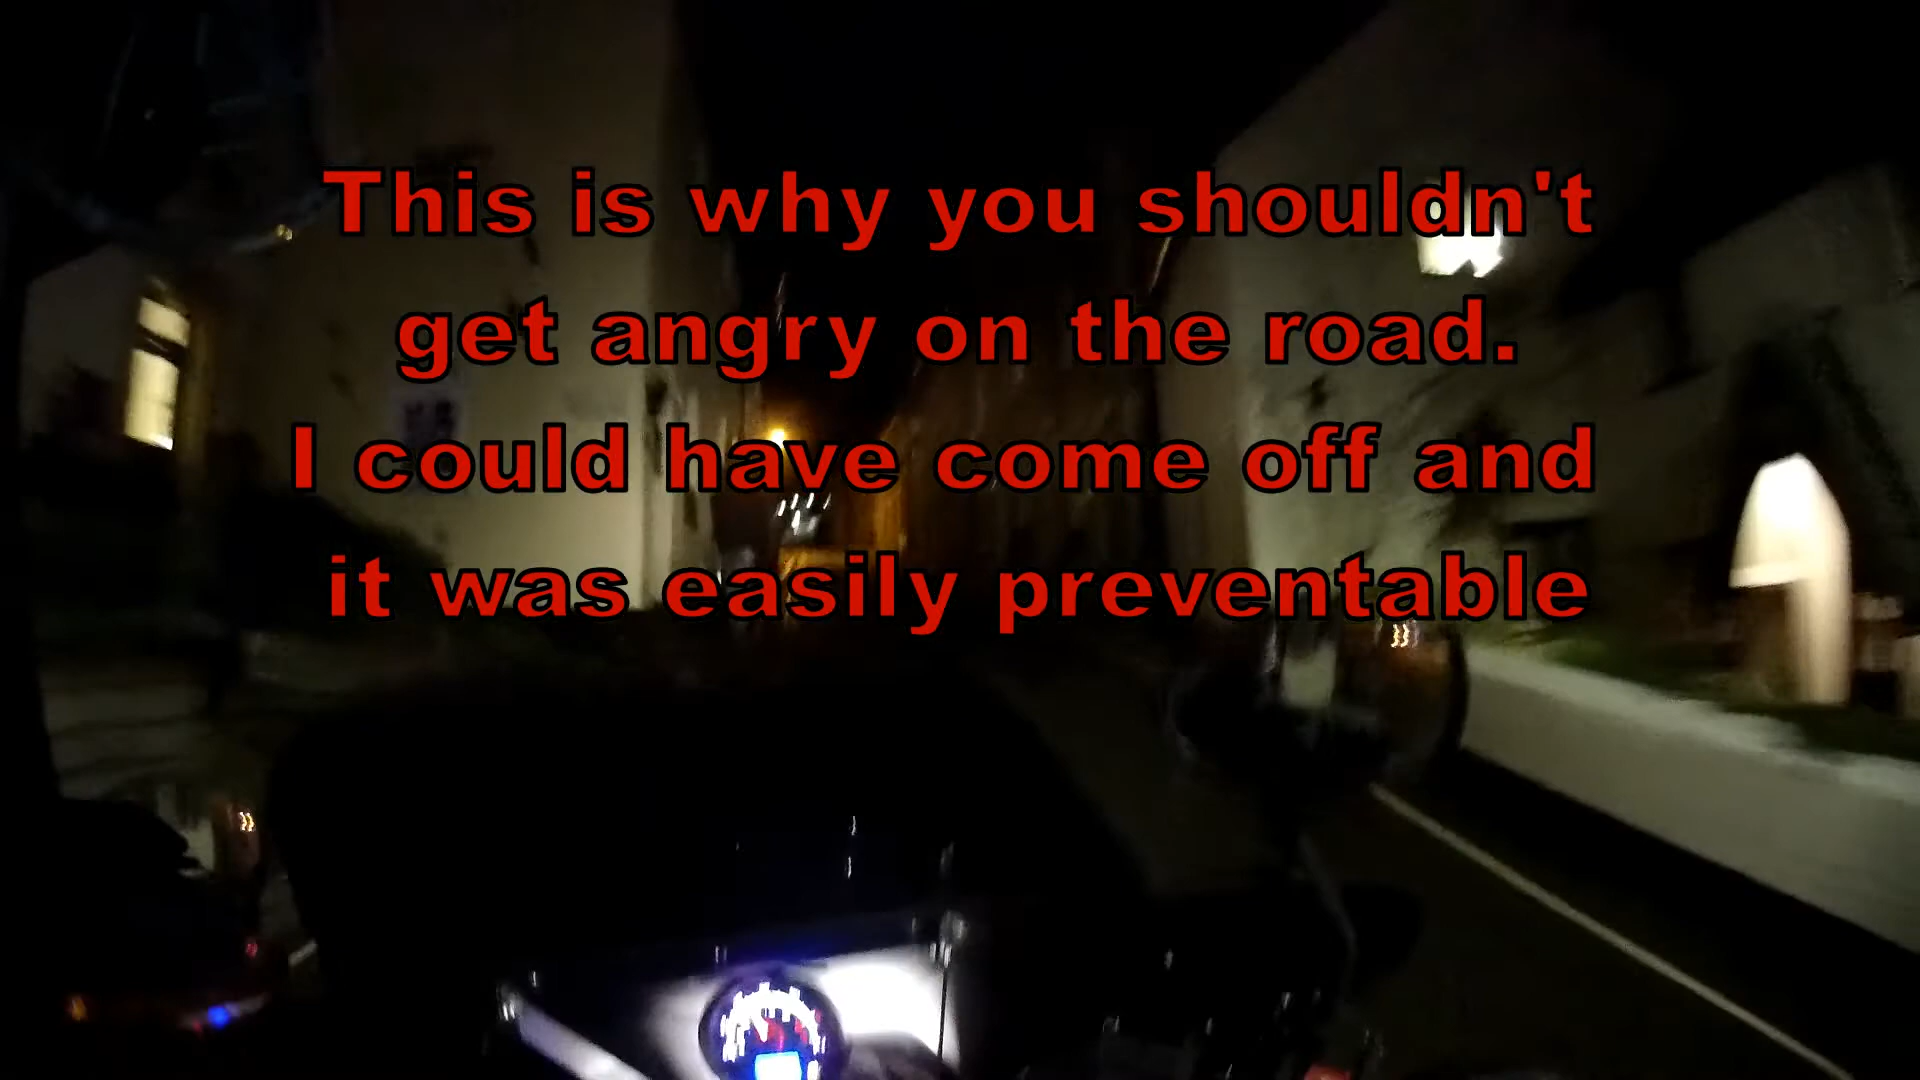 This is why you shouldn't
get angry on the road.
I could have come off and
it was easily preventable